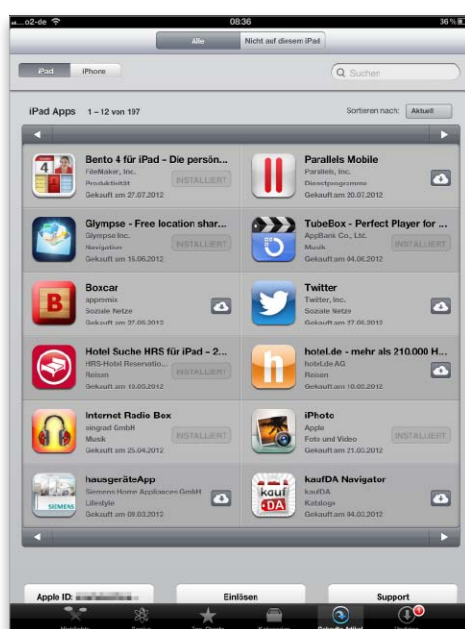 o2-de 08:36 36%
Alle Nicht auf diesem iPad
iPad iPhone Suchen
iPad Apps 1 – 12 von 197 Sortieren nach: Aktuell
Bento 4 für iPad – Die persön...
FileMaker, Inc.
Produktivität
Gekauft am 27.07.2012
INSTALLIERT
Parallels Mobile
Parallels, Inc.
Dienstprogramme
Gekauft am 20.07.2012
Glympse - Free location shar...
Glympse Inc.
Navigation
Gekauft am 16.06.2012
INSTALLIERT
TubeBox - Perfect Player for ...
AppBank Co., Ltd.
Musik
Gekauft am 04.06.2012
INSTALLIERT
B
Boxcar
appremix
Soziale Netze
Gekauft am 27.05.2012
Twitter
Twitter, Inc.
Soziale Netze
Gekauft am
Hotel Suche HRS für iPad – 2...
HRS-Hotel Reservatio...
Reisen
Gekauft am 13.05.2012
INSTALLIERT
h
hotel.de - mehr als 210.000 H...
hotel.de AG
Reisen
Gekauft am 10.05.2012
Internet Radio Box
eingrad GmbH
Musik
Gekauft am 25.04.2012
INSTALLIERT
iPhoto
Apple
Foto und Video
Gekauft am 21.03.2012
INSTALLIERT
SIEMENS
hausgeräteApp
Siemens Home Appliances GmbH
Lifestyle
Gekauft am 09.03.2012
kauf
DA
kaufDA Navigator
kaufDA
Kataloge
Gekauft am 04.03.2012
Apple ID: Einlösen Support